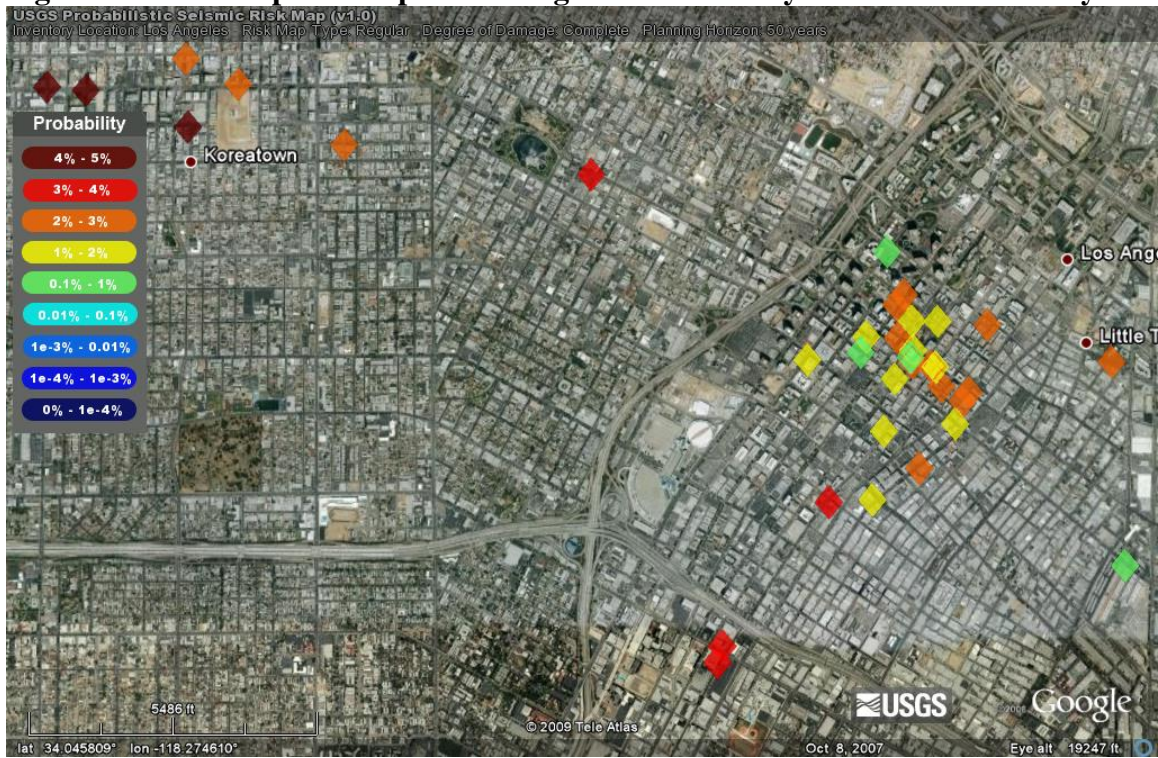 USGS Probabilistic Seismic Risk Map (v1.0)
Inventory Location: Los Angeles Risk Map Type: Regular Degree of Damage: Complete Planning Horizon: 50 years
Probability
4% - 5%
3% - 4%
2% - 3%
1% - 2%
0.1% - 1%
0.01% - 0.1%
1e-3% - 0.01%
1e-4% - 1e-3%
0% - 1e-4%
Koreatown
Los Ang
Little T
5486 ft
© 2009 Tele Atlas
USGS
Google
lat 34.045809° lon -118.274610°
Oct 8, 2007
Eye alt 19247 ft